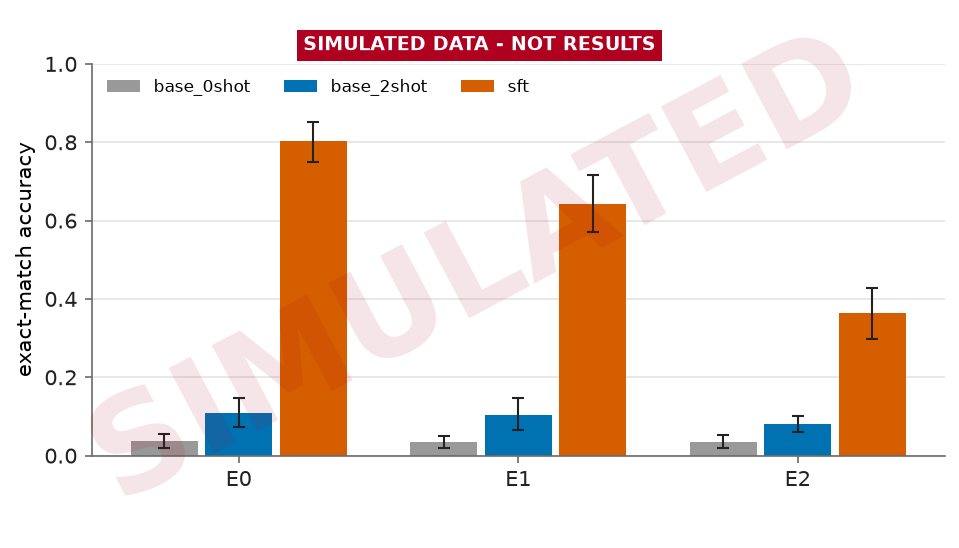 SIMULATED DATA - NOT RESULTS
base_0shot base_2shot sft
exact-match accuracy
1.0
0.8
0.6
0.4
0.2
0.0
E0 E1 E2
SIMULATED